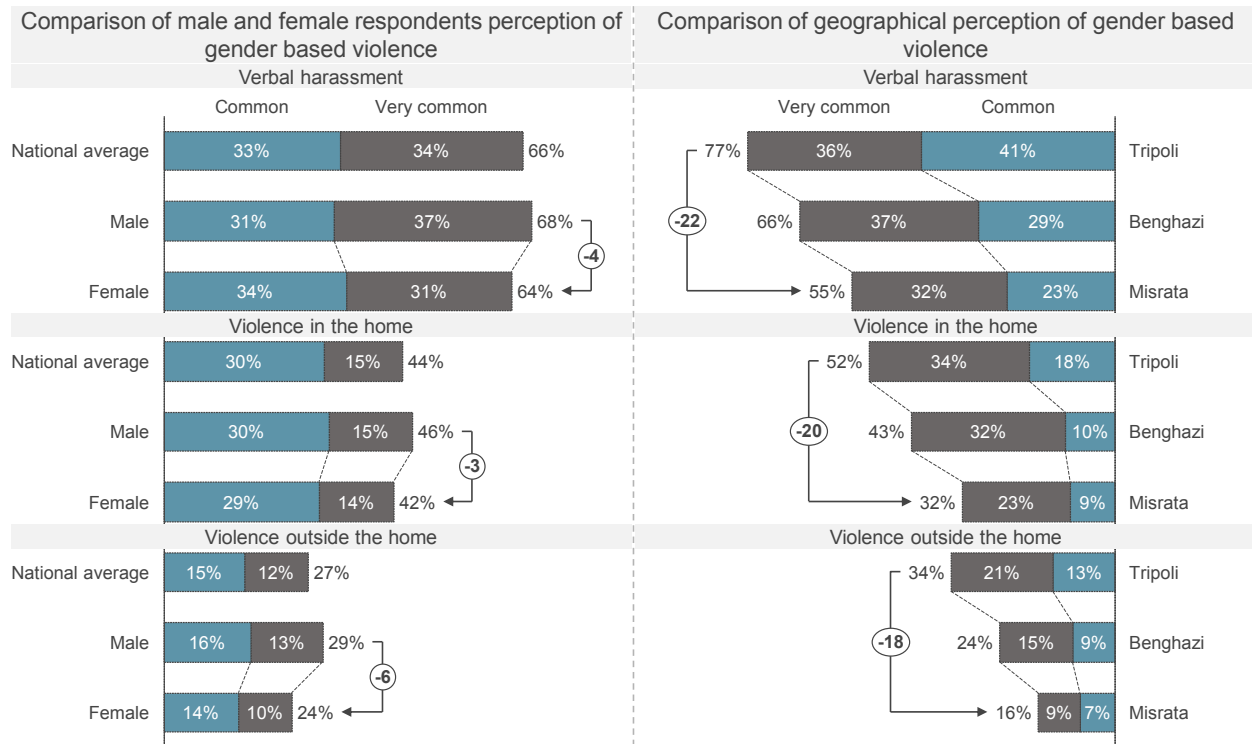 Comparison of male and female respondents perception of
gender based violence
Verbal harassment
Common Very common
National average 33% 34% 66%
Male 31% 37% 68%
-4
Female 34% 31% 64%
Violence in the home
National average 30% 15% 44%
Male 30% 15% 46%
-3
Female 29% 14% 42%
Violence outside the home
National average 15% 12% 27%
Male 16% 13% 29%
-6
Female 14% 10% 24%
Comparison of geographical perception of gender based
violence
Verbal harassment
Very common Common
77% 36% 41% Tripoli
-22 66% 37% 29% Benghazi
55% 32% 23% Misrata
Violence in the home
52% 34% 18% Tripoli
-20 43% 32% 10% Benghazi
32% 23% 9% Misrata
Violence outside the home
34% 21% 13% Tripoli
-18 24% 15% 9% Benghazi
16% 9% 7% Misrata